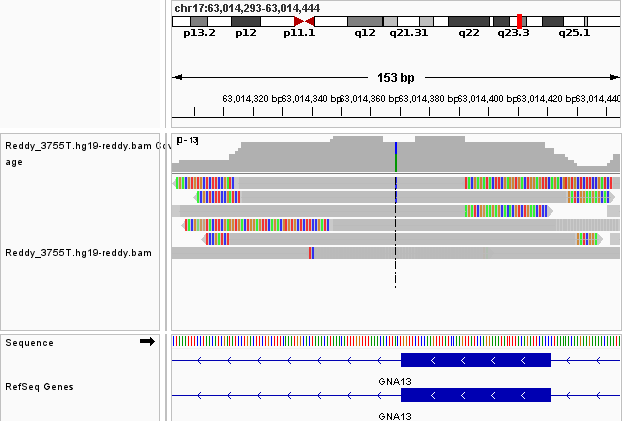 chr17:63,014,293-63,014,444
p13.2 p12 p11.1 q12 q21.31 q22 q23.3 q25.1
153 bp
63,014,320 bp 63,014,340 bp 63,014,360 bp 63,014,380 bp 63,014,400 bp 63,014,420 bp 63,014,440
Reddy_3755T.hg19-reddy.bam Cov
age
[0 - 13]
Reddy_3755T.hg19-reddy.bam
Sequence
GNA13
RefSeq Genes
GNA13